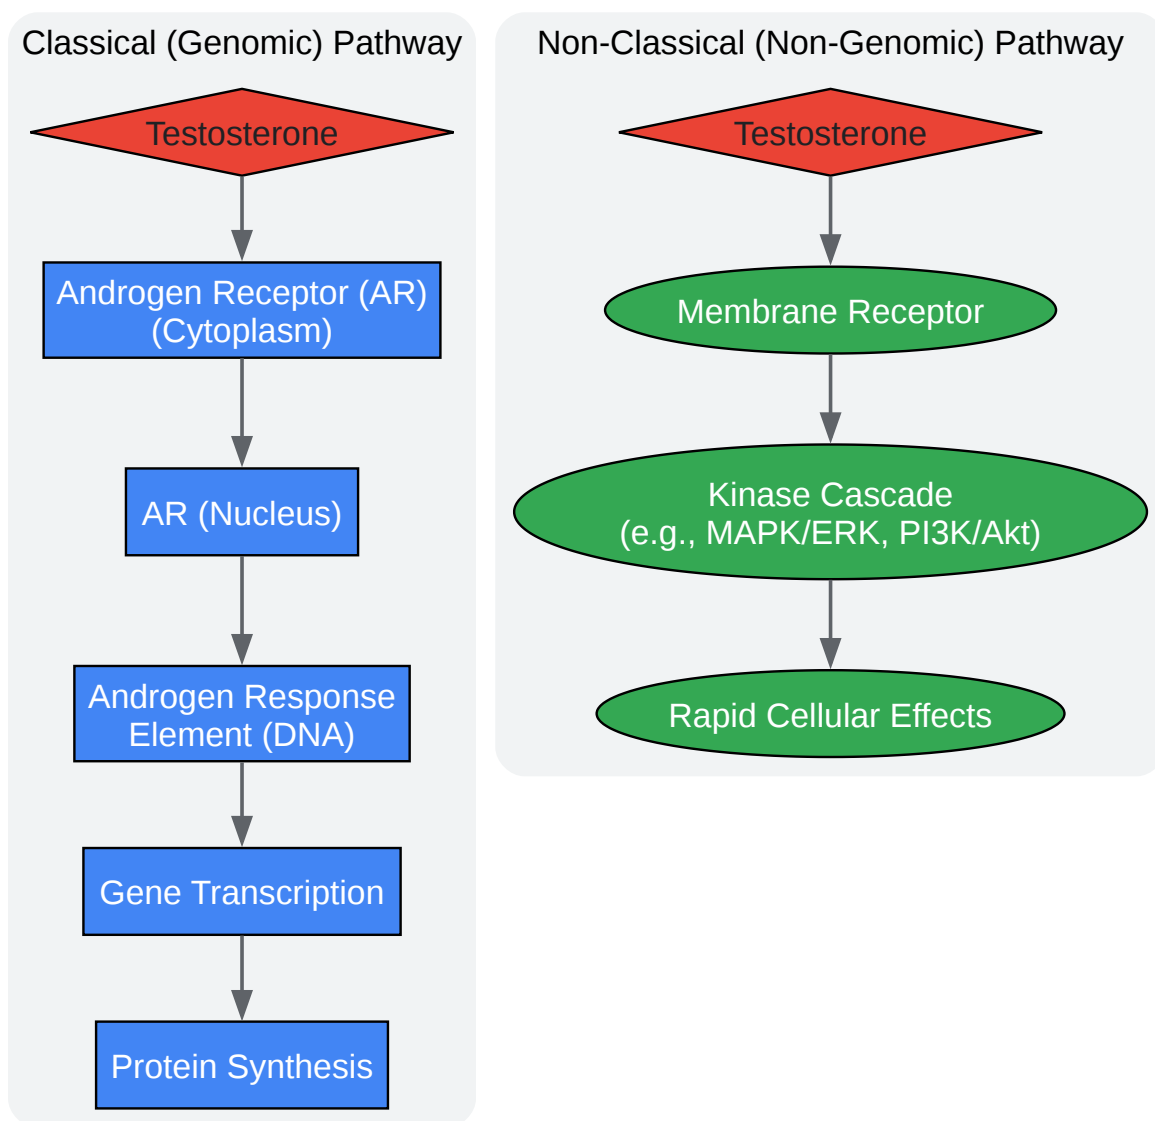 Classical (Genomic) Pathway
Testosterone
Androgen Receptor (AR)
(Cytoplasm)
AR (Nucleus)
Androgen Response
Element (DNA)
Gene Transcription
Protein Synthesis
Non-Classical (Non-Genomic) Pathway
Testosterone
Membrane Receptor
Kinase Cascade
(e.g., MAPK/ERK, PI3K/Akt)
Rapid Cellular Effects